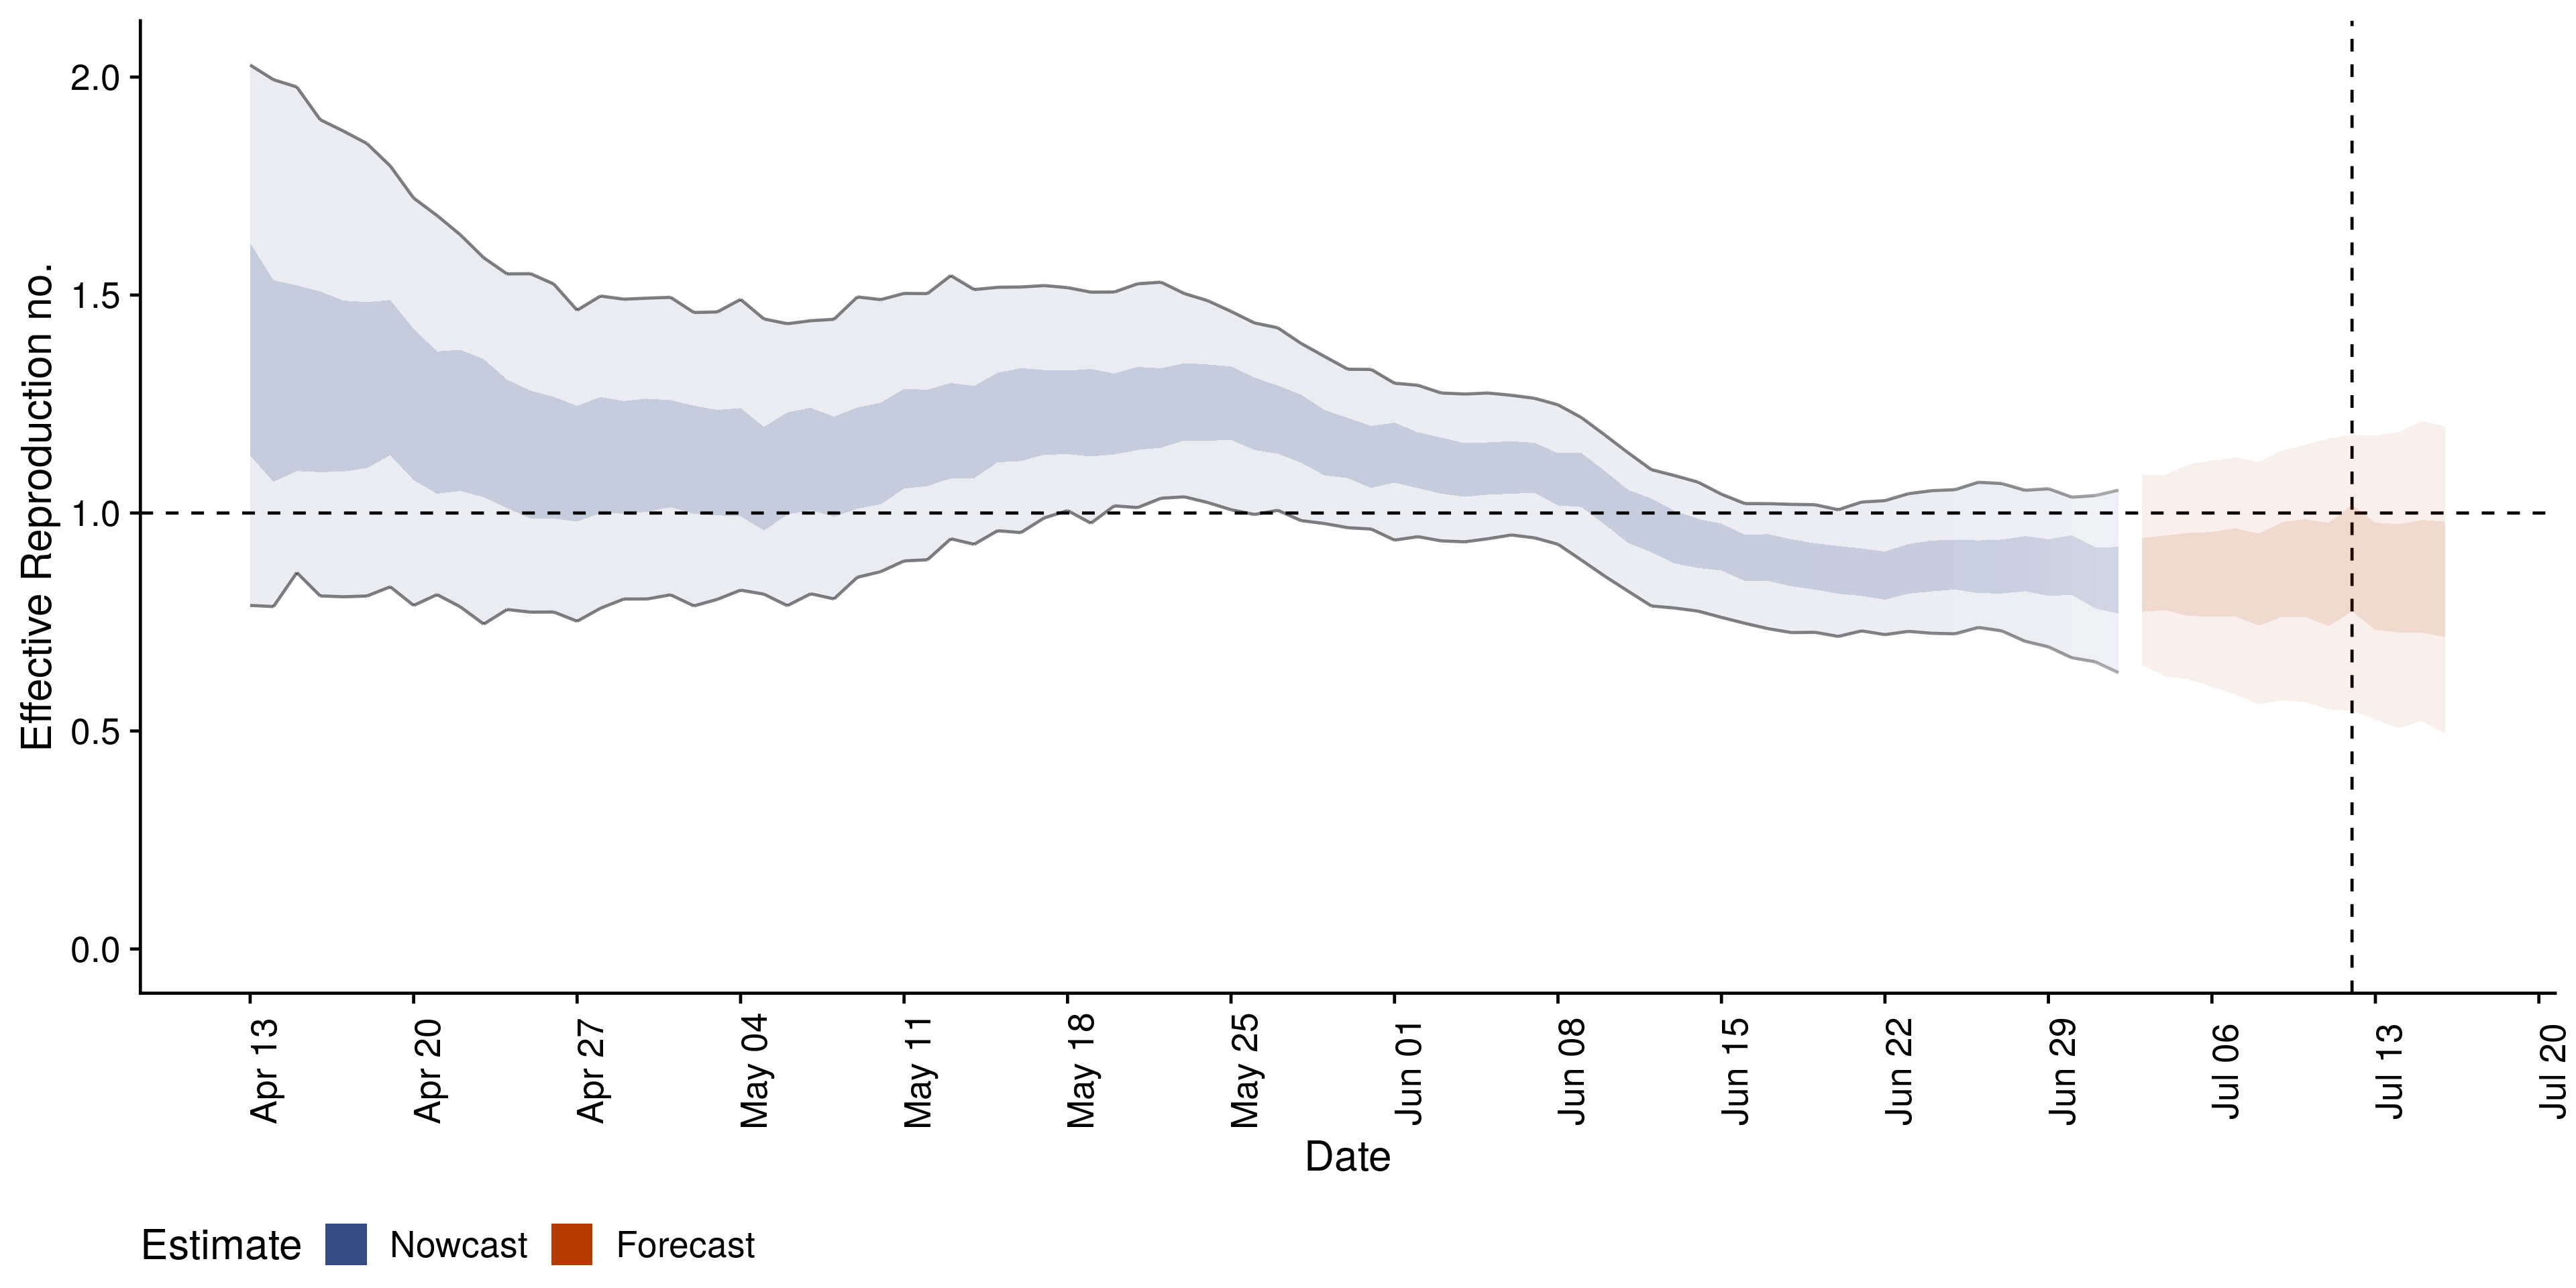 Effective Reproduction no.
2.0
1.5
1.0
0.5
0.0
Apr 13
Apr 20
Apr 27
May 04
May 11
May 18
May 25
Jun 01
Jun 08
Jun 15
Jun 22
Jun 29
Jul 06
Jul 13
Jul 20
Date
Estimate Nowcast Forecast